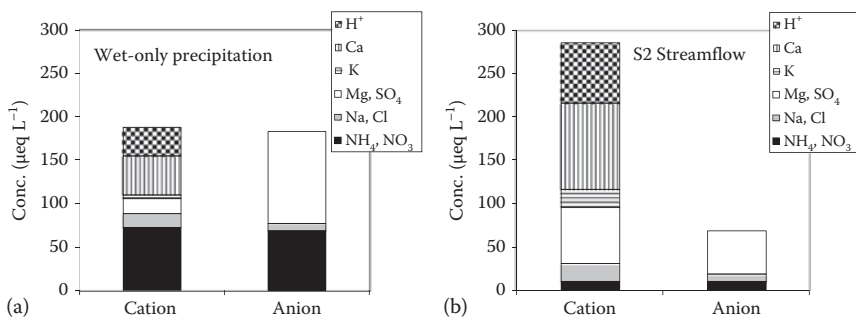 300
250
200
150
100
50
0
Conc. (µeq L⁻¹)
Wet-only precipitation
H⁺
Ca
K
Mg, SO₄
Na, Cl
NH₄, NO₃
Cation Anion
(a)
300
250
200
150
100
50
0
Conc. (µeq L⁻¹)
S2 Streamflow
H⁺
Ca
K
Mg, SO₄
Na, Cl
NH₄, NO₃
Cation Anion
(b)